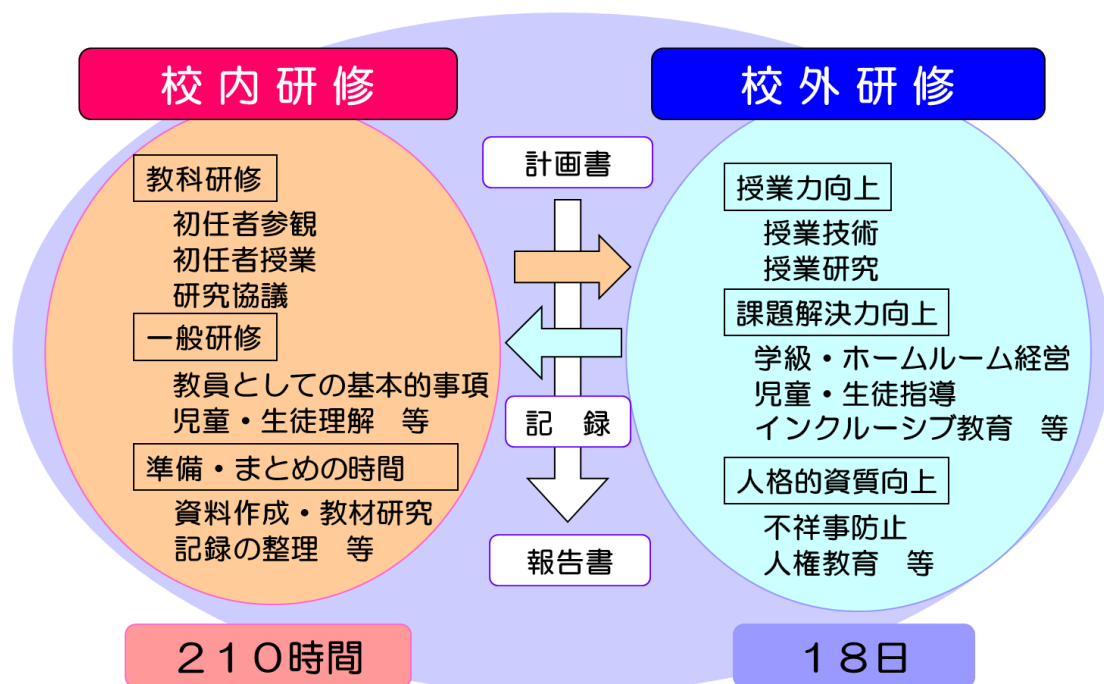 校内研修
教科研修
初任者参観
初任者授業
研究協議
一般研修
教員としての基本的事項
児童・生徒理解　等
準備・まとめの時間
資料作成・教材研究
記録の整理　等
２１０時間
計画書
記　録
報告書
校外研修
授業力向上
授業技術
授業研究
課題解決力向上
学級・ホームルーム経営
児童・生徒指導
インクルーシブ教育　等
人格的資質向上
不祥事防止
人権教育　等
１８日